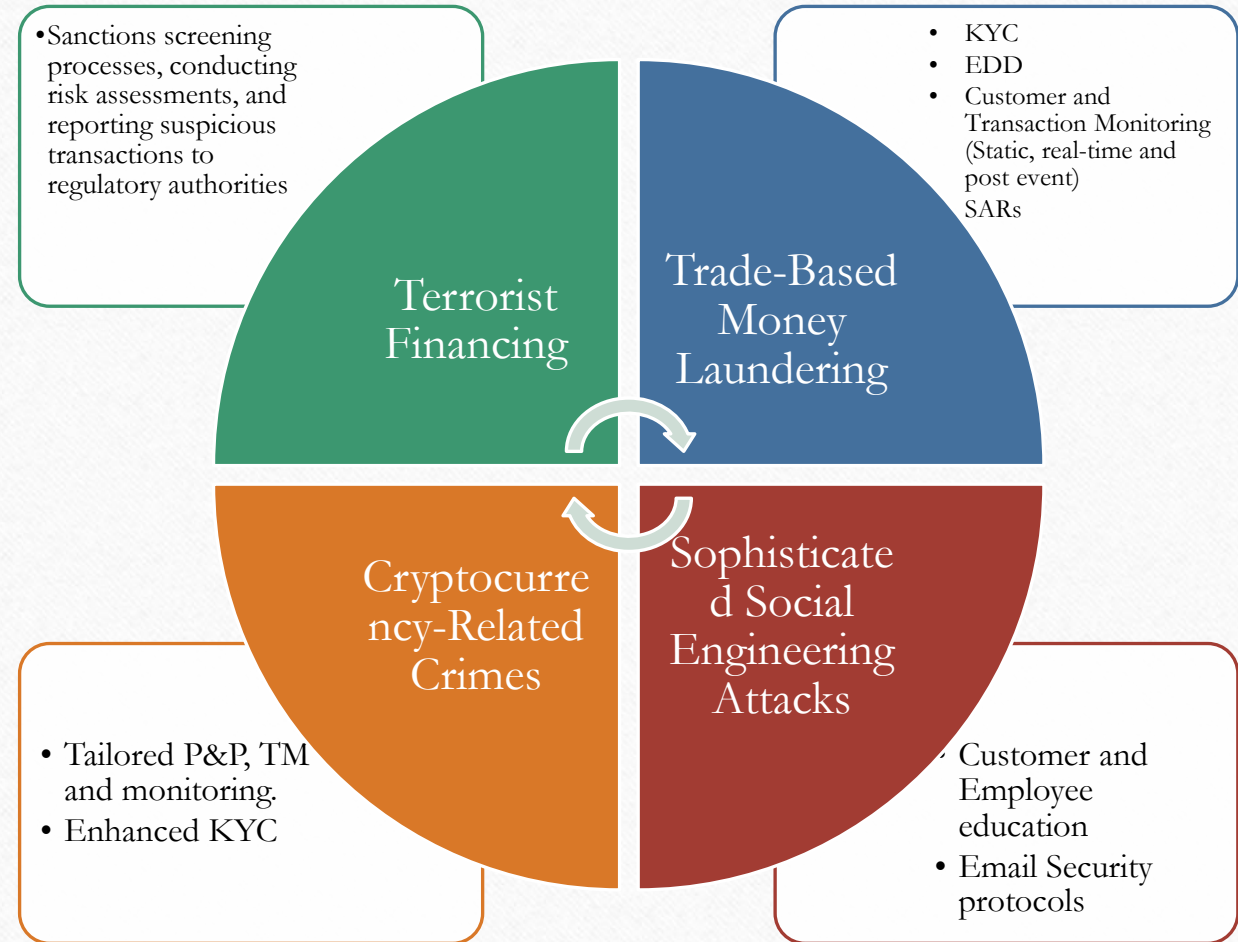 •Sanctions screening
processes, conducting
risk assessments, and
reporting suspicious
transactions to
regulatory authorities
• KYC
• EDD
• Customer and
Transaction Monitoring
(Static, real-time and
post event)
SARs
Terrorist
Financing
Trade-Based
Money
Laundering
Cryptocurre
ncy-Related
Crimes
Sophisticate
d Social
Engineering
Attacks
• Tailored P&P, TM
and monitoring.
• Enhanced KYC
• Customer and
Employee
education
• Email Security
protocols